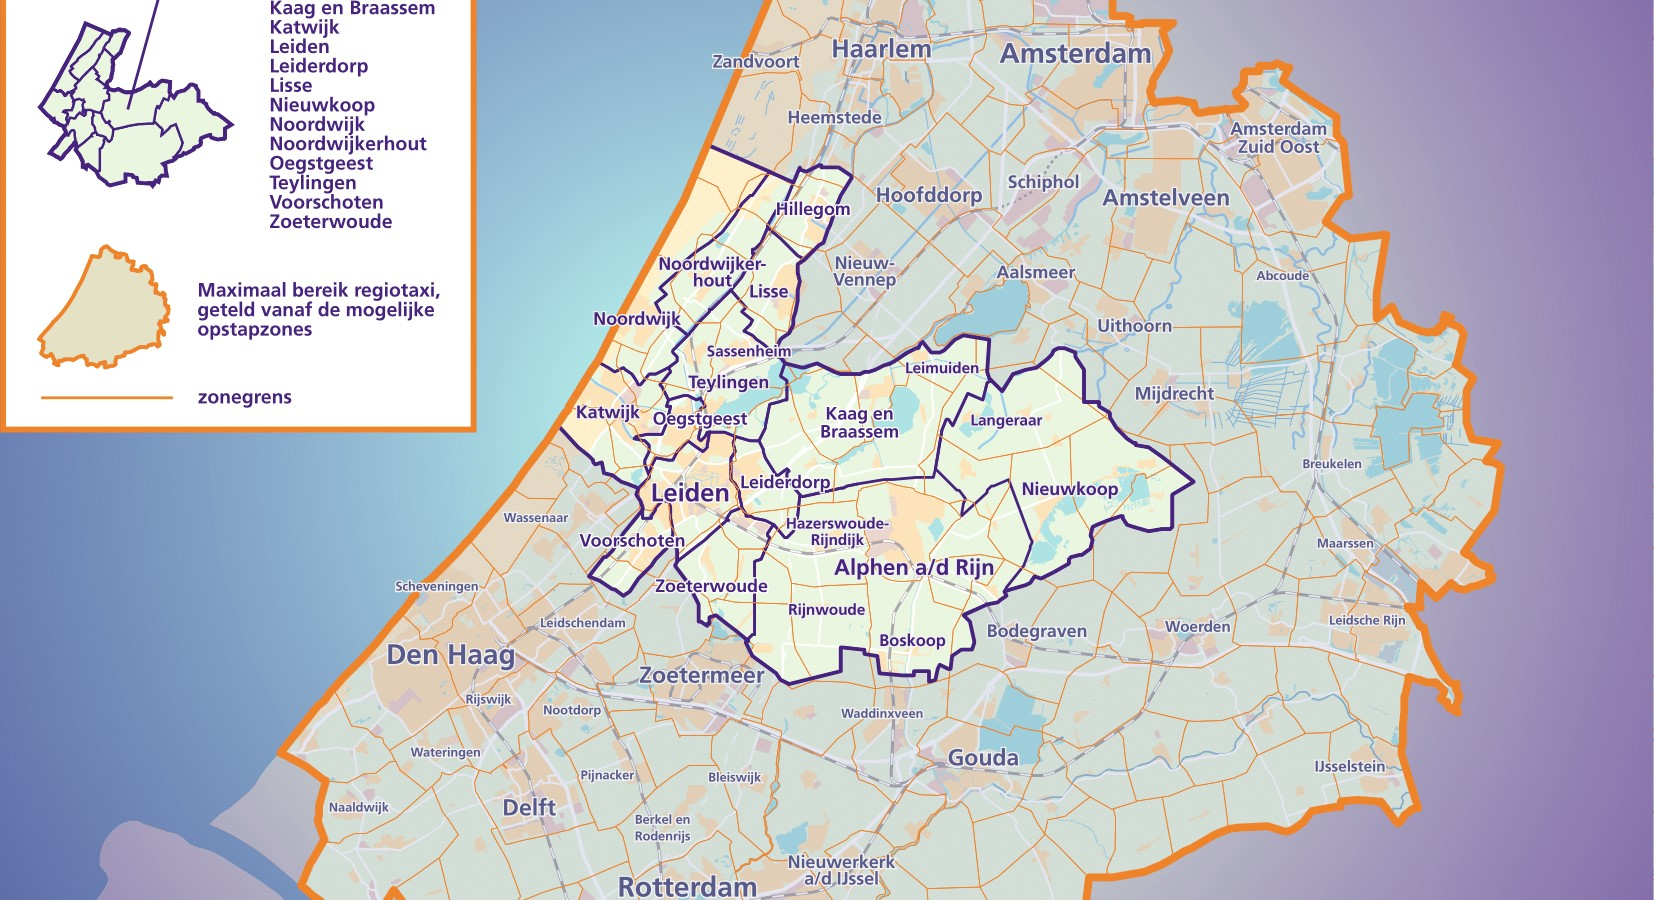 Kaag en Braassem
Katwijk
Leiden
Leiderdorp
Lisse
Nieuwkoop
Noordwijk
Noordwijkerhout
Oegstgeest
Teylingen
Voorschoten
Zoeterwoude
Maximaal bereik regiotaxi,
geteld vanaf de mogelijke
opstapzones
zonegrens
Haarlem
Amsterdam
Zandvoort
Heemstede
Amsterdam
Zuid Oost
Schiphol
Hoofddorp
Amstelveen
Hillegom
Noordwijker-
hout
Nieuw-
Vennep
Aalsmeer
Abcoude
Lisse
Noordwijk
Uithoorn
Sassenheim
Leimuiden
Teylingen
Mijdrecht
Katwijk
Oegstgeest
Kaag en
Braassem
Langeraar
Breukelen
Leiderdorp
Leiden
Nieuwkoop
Wassenaar
Hazerswoude-
Rijndijk
Voorschoten
Maarssen
Alphen a/d Rijn
Scheveningen
Zoeterwoude
Rijnwoude
Leidschendam
Leidsche Rijn
Woerden
Bodegraven
Boskoop
Den Haag
Zoetermeer
Rijswijk
Nootdorp
Waddinxveen
Wateringen
Gouda
IJsselstein
Pijnacker
Bleiswijk
Naaldwijk
Delft
Berkel en
Rodenrijs
Nieuwerkerk
a/d IJssel
Rotterdam